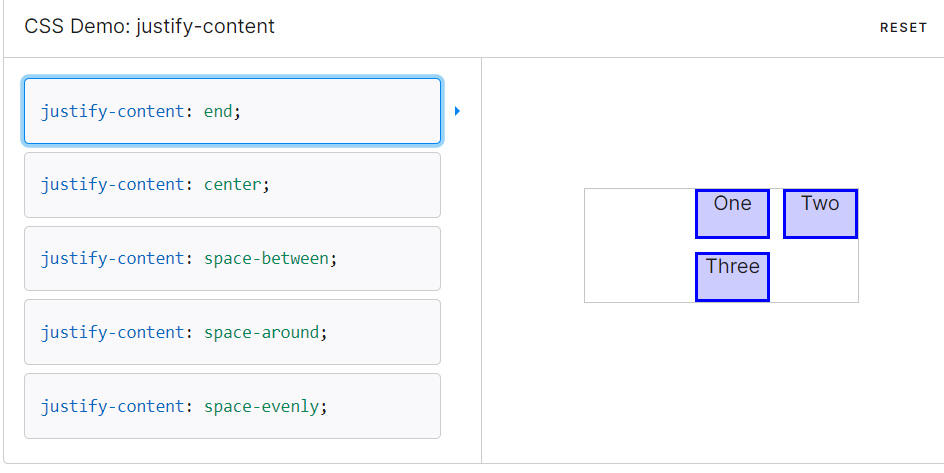 CSS Demo: justify-content
RESET
justify-content: end;
justify-content: center;
justify-content: space-between;
justify-content: space-around;
justify-content: space-evenly;
One
Two
Three